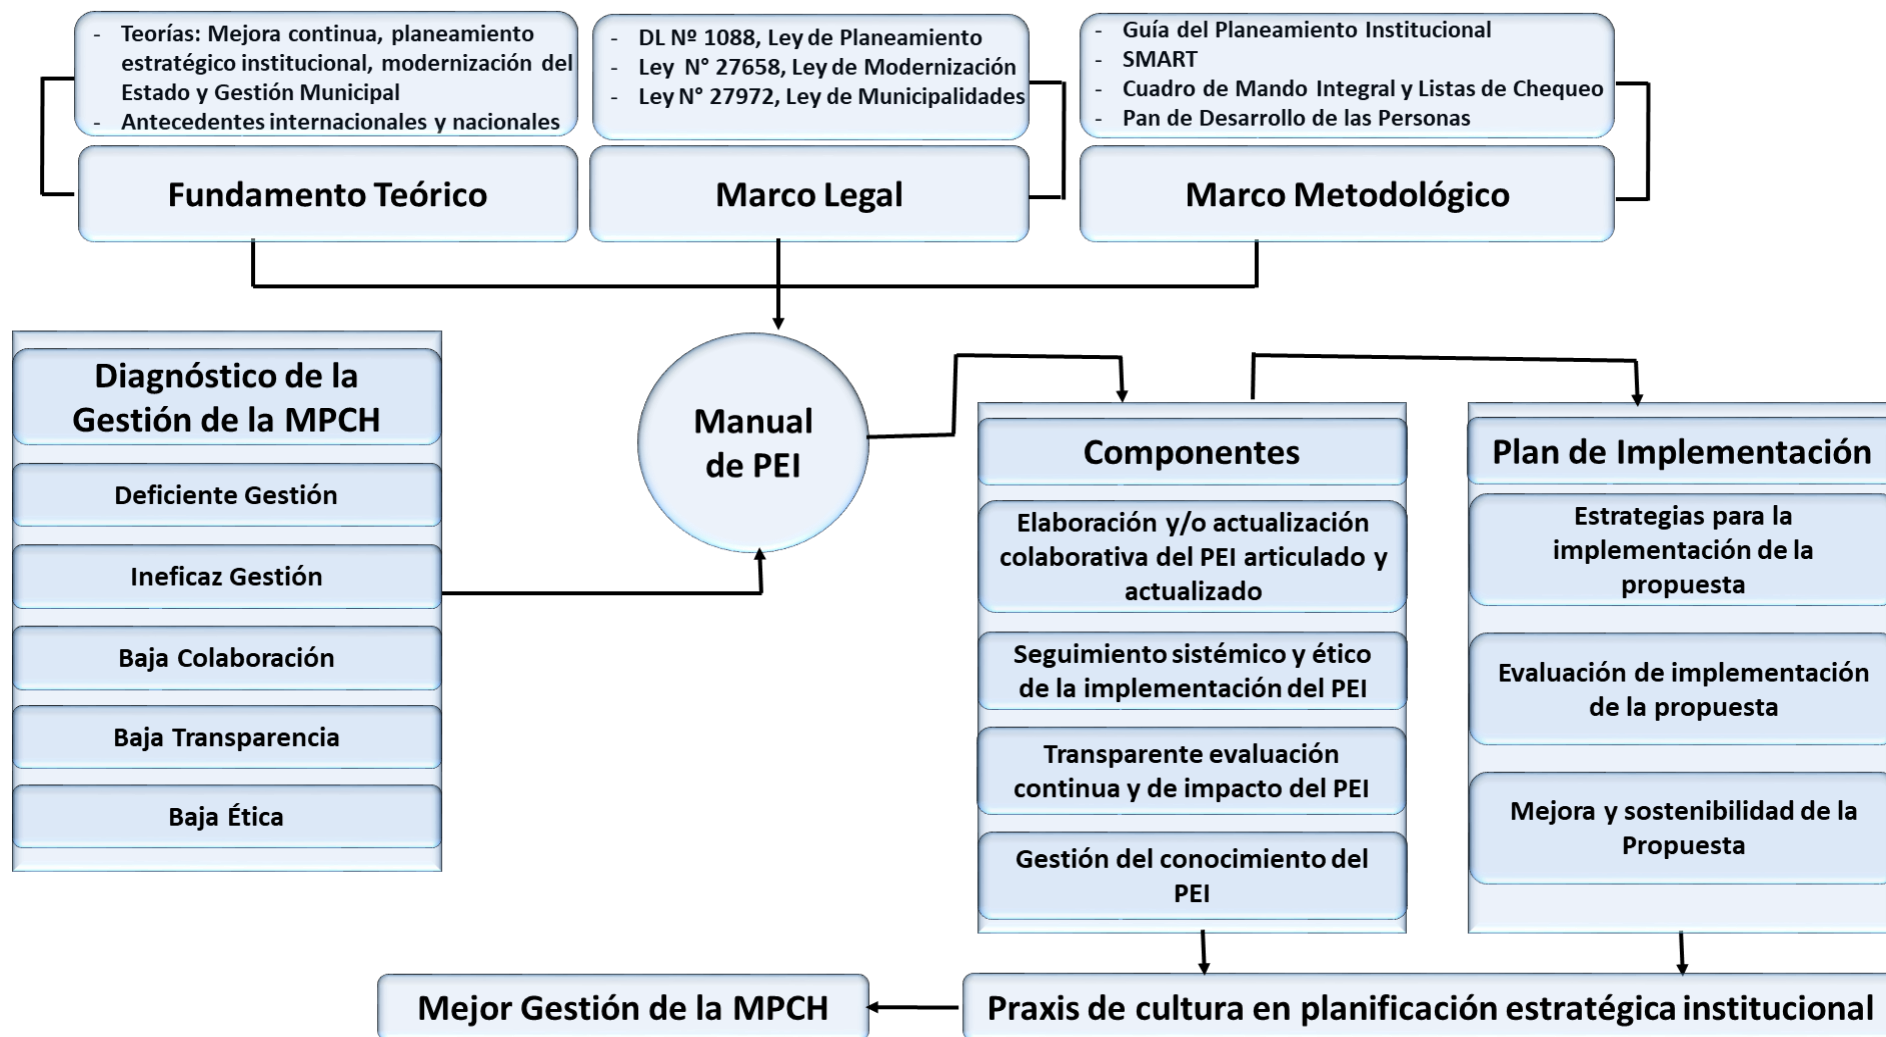 - Teorías: Mejora continua, planeamiento
estratégico institucional, modernización del
Estado y Gestión Municipal
- Antecedentes internacionales y nacionales
- DL Nº 1088, Ley de Planeamiento
- Ley N° 27658, Ley de Modernización
- Ley N° 27972, Ley de Municipalidades
- Guía del Planeamiento Institucional
- SMART
- Cuadro de Mando Integral y Listas de Chequeo
- Pan de Desarrollo de las Personas
Fundamento Teórico
Marco Legal
Marco Metodológico
Diagnóstico de la
Gestión de la MPCH
Deficiente Gestión
Ineficaz Gestión
Baja Colaboración
Baja Transparencia
Baja Ética
Manual
de PEI
Componentes
Elaboración y/o actualización
colaborativa del PEI articulado y
actualizado
Seguimiento sistémico y ético
de la implementación del PEI
Transparente evaluación
continua y de impacto del PEI
Gestión del conocimiento del
PEI
Plan de Implementación
Estrategias para la
implementación de la
propuesta
Evaluación de implementación
de la propuesta
Mejora y sostenibilidad de la
Propuesta
Mejor Gestión de la MPCH
Praxis de cultura en planificación estratégica institucional